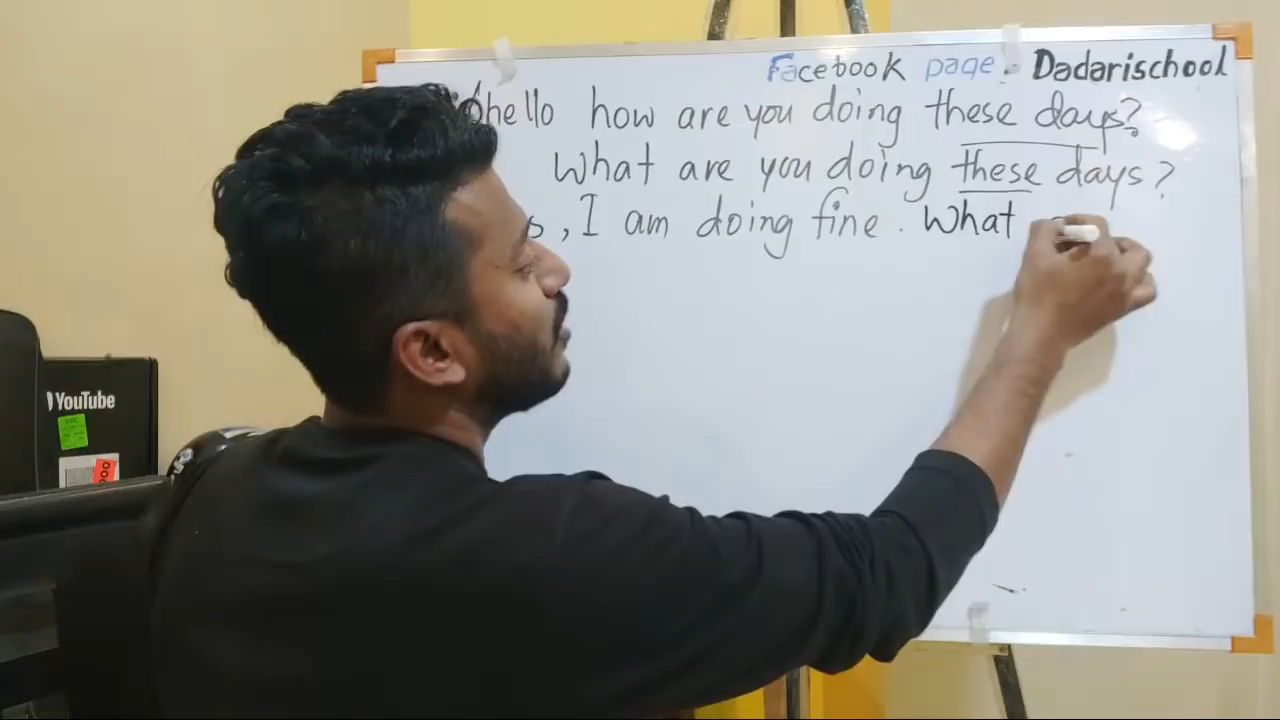 Facebook page: Dadarischool
hello how are you doing these days?
What are you doing these days?
, I am doing fine. What
YouTube